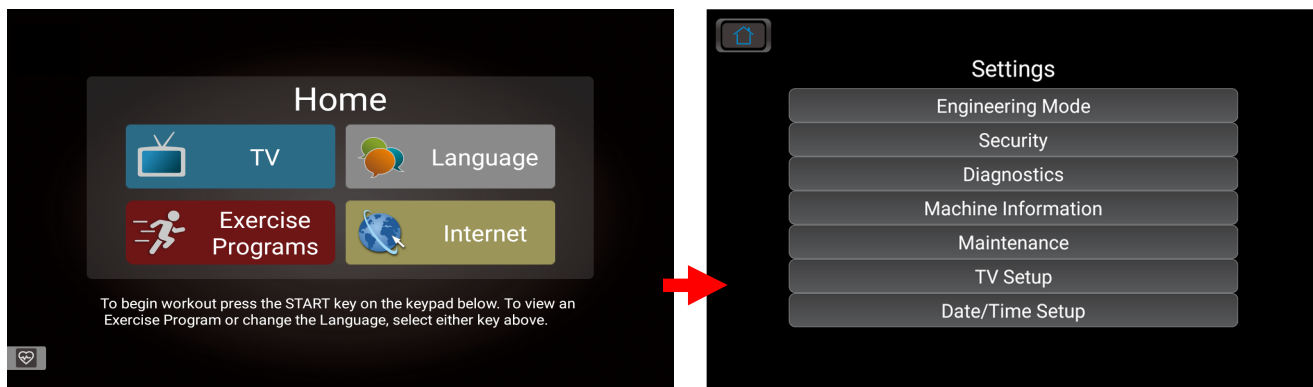 Home
TV
Language
Exercise
Programs
Internet
To begin workout press the START key on the keypad below. To view an
Exercise Program or change the Language, select either key above.
Settings
Engineering Mode
Security
Diagnostics
Machine Information
Maintenance
TV Setup
Date/Time Setup